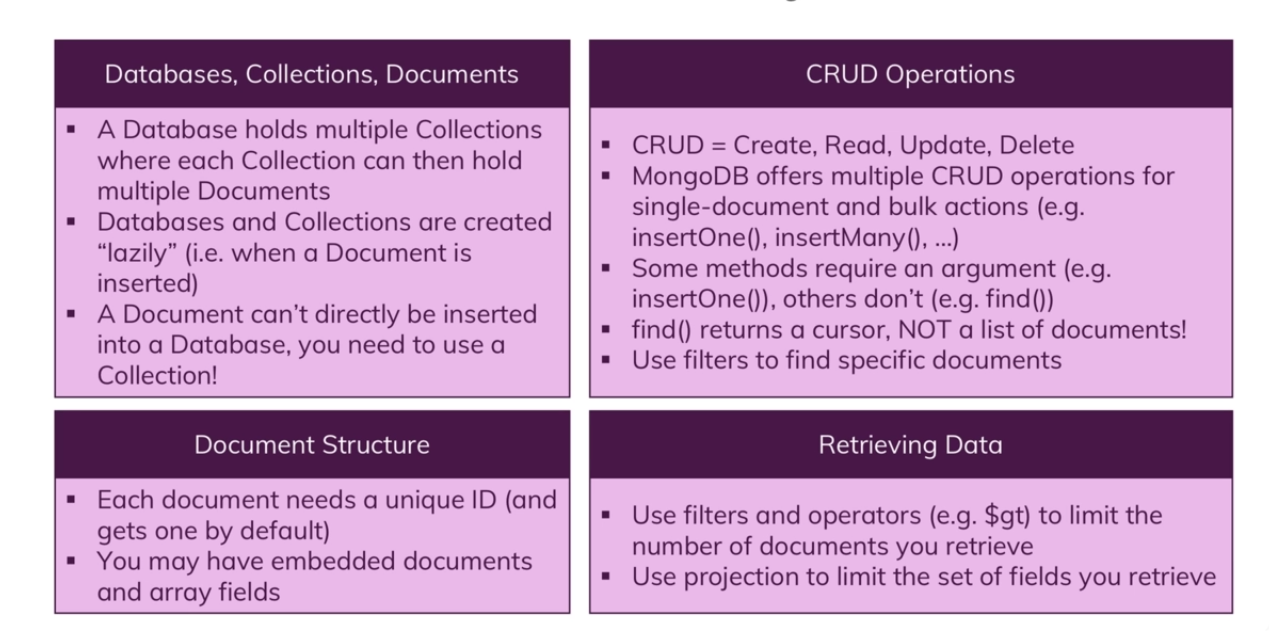 Databases, Collections, Documents
▪ A Database holds multiple Collections
where each Collection can then hold
multiple Documents
▪ Databases and Collections are created
“lazily” (i.e. when a Document is
inserted)
▪ A Document can’t directly be inserted
into a Database, you need to use a
Collection!
CRUD Operations
▪ CRUD = Create, Read, Update, Delete
▪ MongoDB offers multiple CRUD operations for
single-document and bulk actions (e.g.
insertOne(), insertMany(), ...)
▪ Some methods require an argument (e.g.
insertOne()), others don’t (e.g. find())
▪ find() returns a cursor, NOT a list of documents!
▪ Use filters to find specific documents
Document Structure
▪ Each document needs a unique ID (and
gets one by default)
▪ You may have embedded documents
and array fields
Retrieving Data
▪ Use filters and operators (e.g. $gt) to limit the
number of documents you retrieve
▪ Use projection to limit the set of fields you retrieve